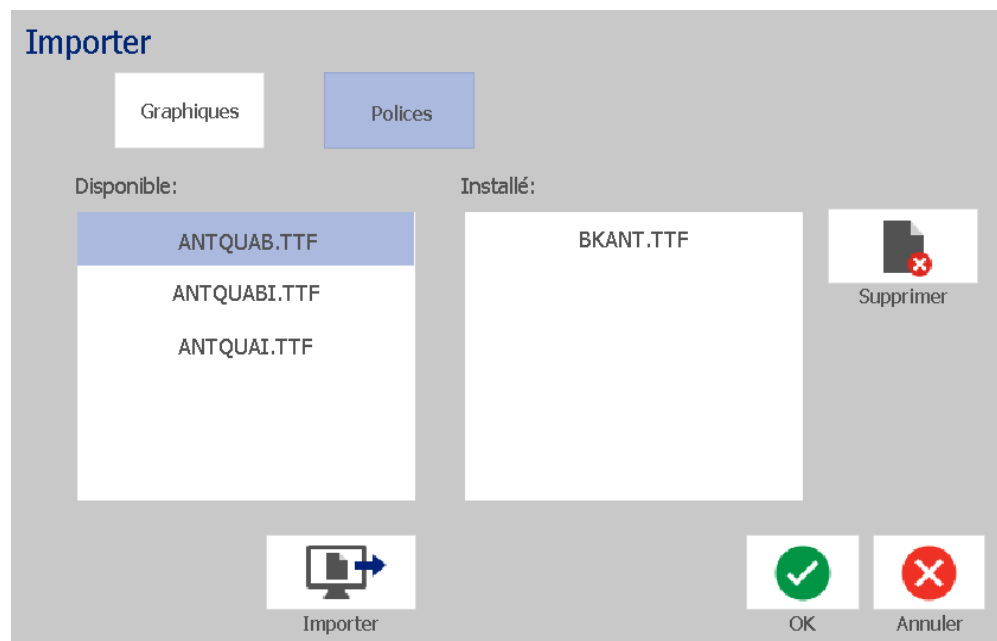 Importer
Graphiques
Polices
Disponible:
Installé:
ANTQUAB.TTF
BKANT.TTF
ANTQUABI.TTF
ANTQUAI.TTF
Supprimer
Importer
OK
Annuler